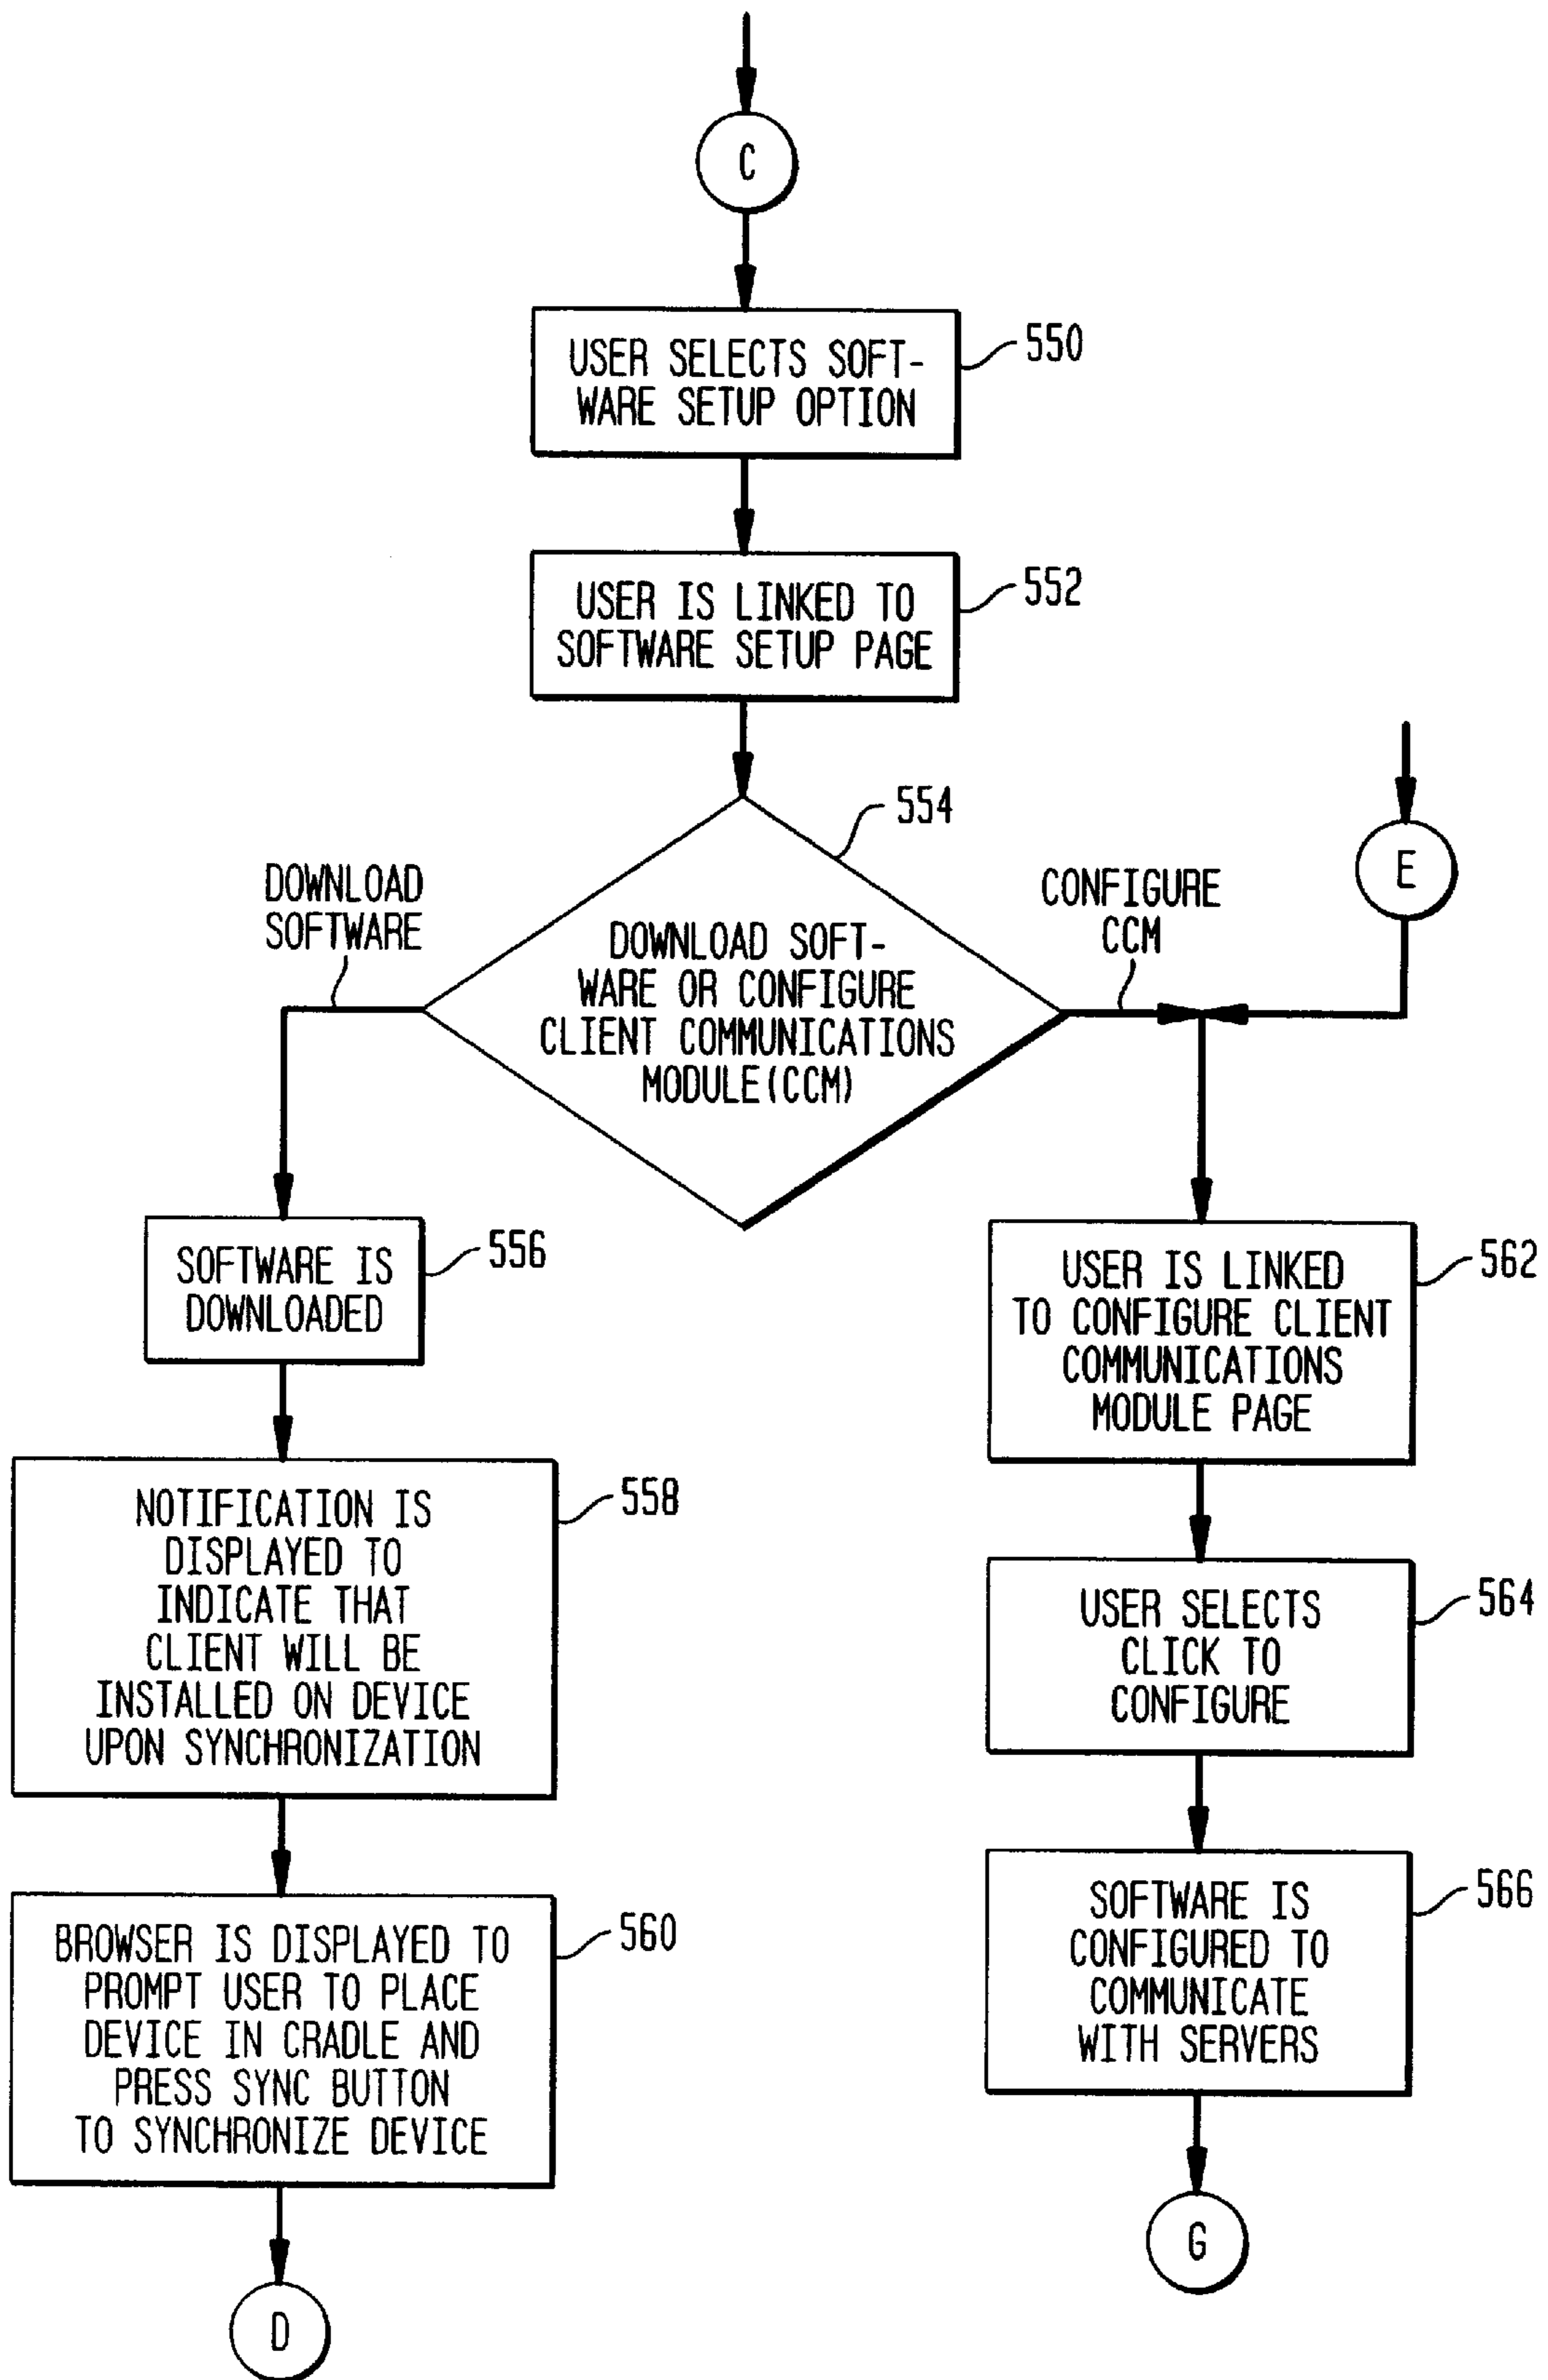 C
USER SELECTS SOFT-
WARE SETUP OPTION
550
USER IS LINKED TO
SOFTWARE SETUP PAGE
552
554
E
DOWNLOAD
SOFTWARE
CONFIGURE
CCM
DOWNLOAD SOFT-
WARE OR CONFIGURE
CLIENT COMMUNICATIONS
MODULE(CCM)
SOFTWARE IS
DOWNLOADED
556
NOTIFICATION IS
DISPLAYED TO
INDICATE THAT
CLIENT WILL BE
INSTALLED ON DEVICE
UPON SYNCHRONIZATION
558
BROWSER IS DISPLAYED TO
PROMPT USER TO PLACE
DEVICE IN CRADLE AND
PRESS SYNC BUTTON
TO SYNCHRONIZE DEVICE
560
D
USER IS LINKED
TO CONFIGURE CLIENT
COMMUNICATIONS
MODULE PAGE
562
USER SELECTS
CLICK TO
CONFIGURE
564
SOFTWARE IS
CONFIGURED TO
COMMUNICATE
WITH SERVERS
566
G